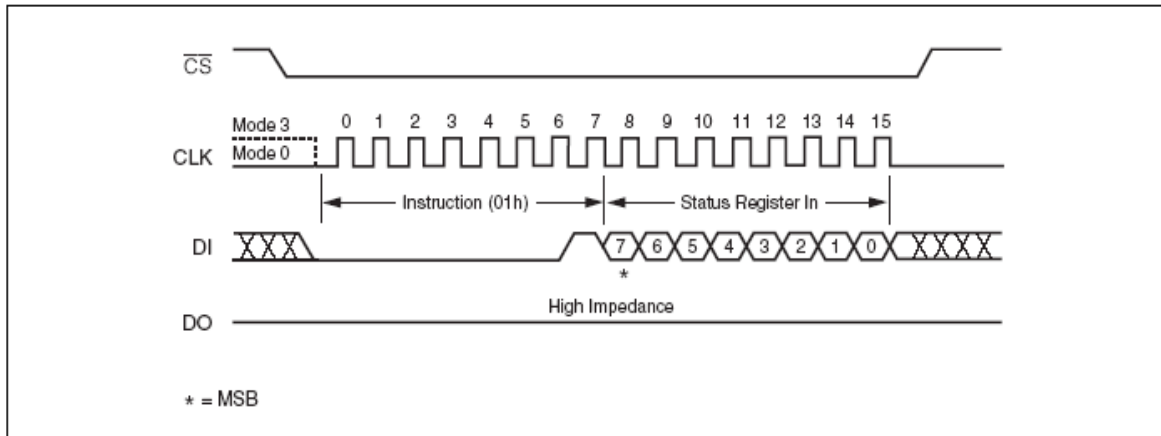 CS
Mode 3
0 1 2 3 4 5 6 7 8 9 10 11 12 13 14 15
CLK
Mode 0
Instruction (01h)
Status Register In
DI
7 6 5 4 3 2 1 0
*
High Impedance
DO
* = MSB